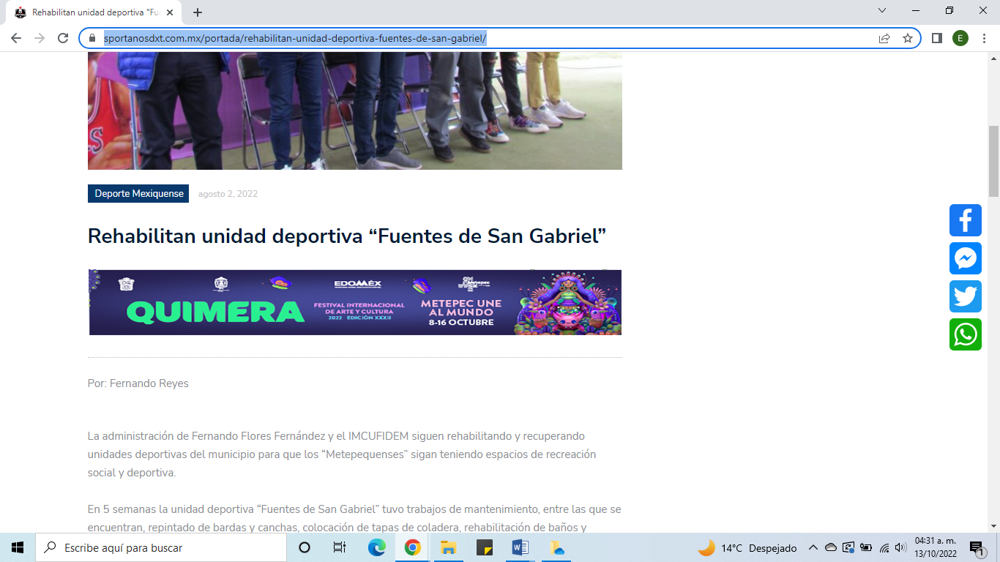 Rehabilitan unidad deportiva “Fu
sportanosdxt.com.mx/portada/rehabilitan-unidad-deportiva-fuentes-de-san-gabriel/
E
Deporte Mexiquense
agosto 2, 2022
Rehabilitan unidad deportiva “Fuentes de San Gabriel”
EDOMÉX
Metepec
QUIMERA
FESTIVAL INTERNACIONAL
DE ARTE Y CULTURA
2022 EDICIÓN XXXII
METEPEC UNE
AL MUNDO
8-16 OCTUBRE
Por: Fernando Reyes
La administración de Fernando Flores Fernández y el IMCUFIDEM siguen rehabilitando y recuperando
unidades deportivas del municipio para que los “Metepequenses” sigan teniendo espacios de recreación
social y deportiva.
En 5 semanas la unidad deportiva “Fuentes de San Gabriel” tuvo trabajos de mantenimiento, entre las que se
encuentran, repintado de bardas y canchas, colocación de tapas de coladera, rehabilitación de baños y
Escribe aquí para buscar
14°C Despejado
04:31 a. m.
13/10/2022
1